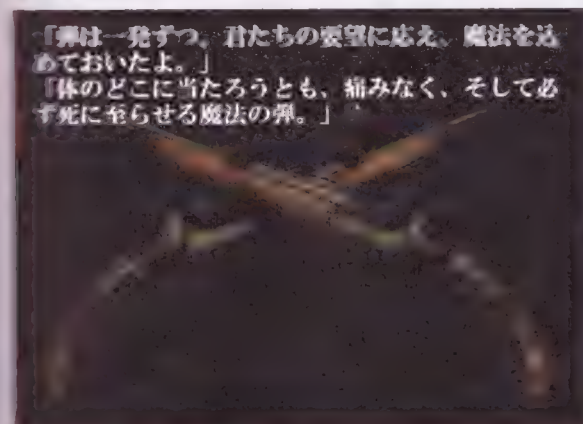 「弾は一発ずつ、君たちの要望に応え、魔法を込
めておいたよ。」
「体のどこに当たろうとも、痛みなく、そして必
ず死に至らせる魔法の弾。」